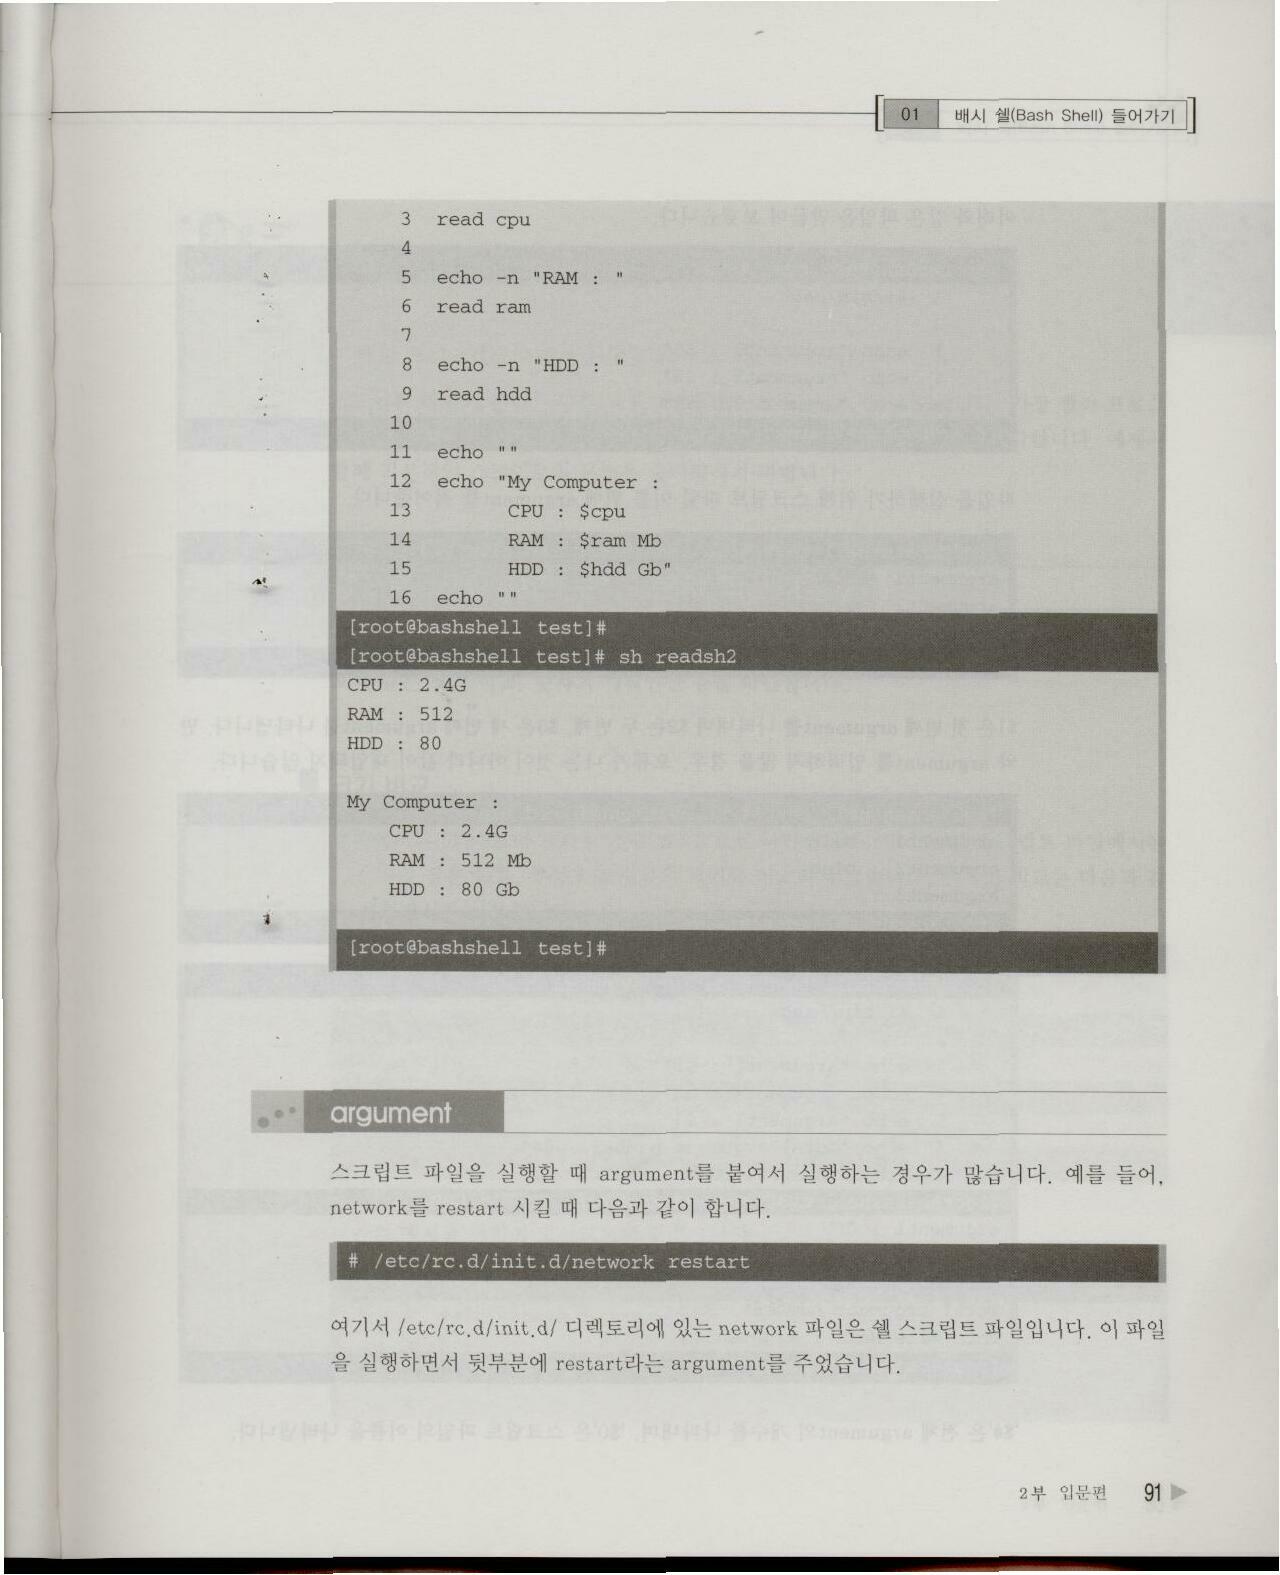 01 배시 쉘(Bash Shell) 들어가기
3 read cpu
4
5 echo -n "RAM : "
6 read ram
7
8 echo -n "HDD : "
9 read hdd
10
11 echo ""
12 echo "My Computer :
13 CPU : $cpu
14 RAM : $ram Mb
15 HDD : $hdd Gb"
16 echo ""
[root@bashshell test]#
[root@bashshell test]# sh readsh2
CPU : 2.4G
RAM : 512
HDD : 80
My Computer :
CPU : 2.4G
RAM : 512 Mb
HDD : 80 Gb
[root@bashshell test]#
argument
스크립트 파일을 실행할 때 argument를 붙여서 실행하는 경우가 많습니다. 예를 들어,
network를 restart 시킬 때 다음과 같이 합니다.
# /etc/rc.d/init.d/network restart
여기서 /etc/rc.d/init.d/ 디렉토리에 있는 network 파일은 쉘 스크립트 파일입니다. 이 파일
을 실행하면서 뒷부분에 restart라는 argument를 주었습니다.
2부 입문편 91